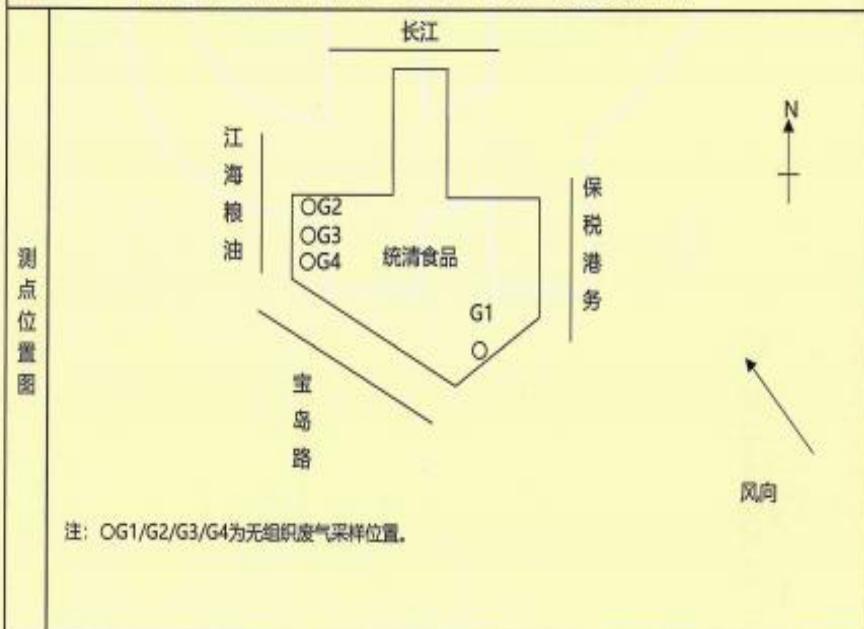 长江
N
江海粮油
保税港务
OG2
OG3
OG4
统清食品
G1
测点位置图
宝岛路
风向
注：OG1/G2/G3/G4为无组织废气采样位置。